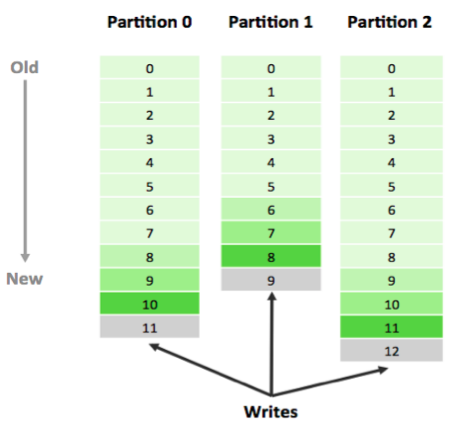 Partition 0 Partition 1 Partition 2
Old
0 0 0
1 1 1
2 2 2
3 3 3
4 4 4
5 5 5
6 6 6
7 7 7
8 8 8
New
9 9 9
10 10
11 11
12
Writes